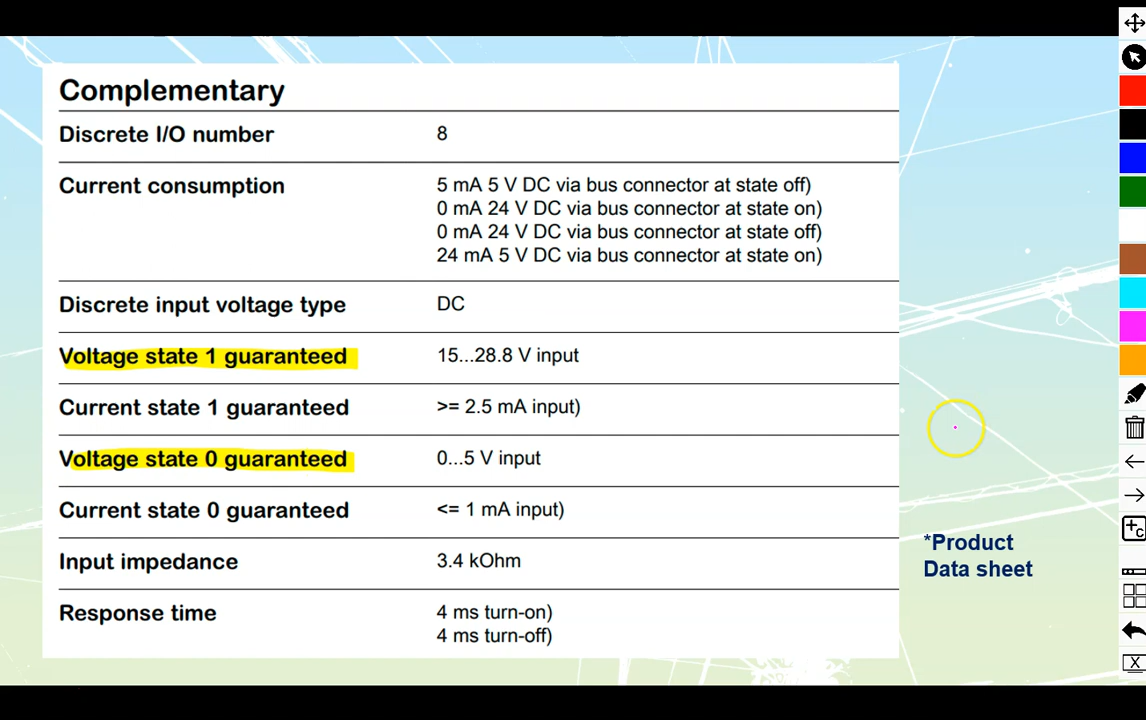 Complementary
Discrete I/O number 8
Current consumption 5 mA 5 V DC via bus connector at state off)
0 mA 24 V DC via bus connector at state on)
0 mA 24 V DC via bus connector at state off)
24 mA 5 V DC via bus connector at state on)
Discrete input voltage type DC
Voltage state 1 guaranteed 15...28.8 V input
Current state 1 guaranteed >= 2.5 mA input)
Voltage state 0 guaranteed 0...5 V input
Current state 0 guaranteed <= 1 mA input)
Input impedance 3.4 kOhm
Response time 4 ms turn-on)
4 ms turn-off)
*Product
Data sheet
+C
X